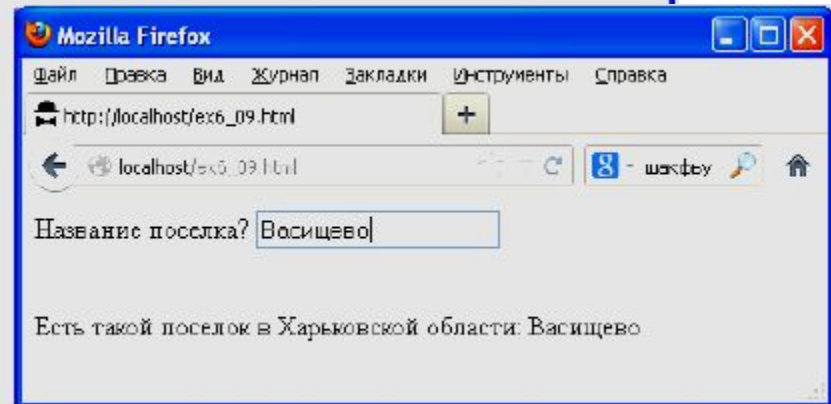 Mozilla Firefox
Файл Правка Вид Журнал Закладки Инструменты Справка
http://localhost/ex6_09.html +
localhost/ex6_09.html
Название поселка? Васищево
Есть такой поселок в Харьковской области: Васищево